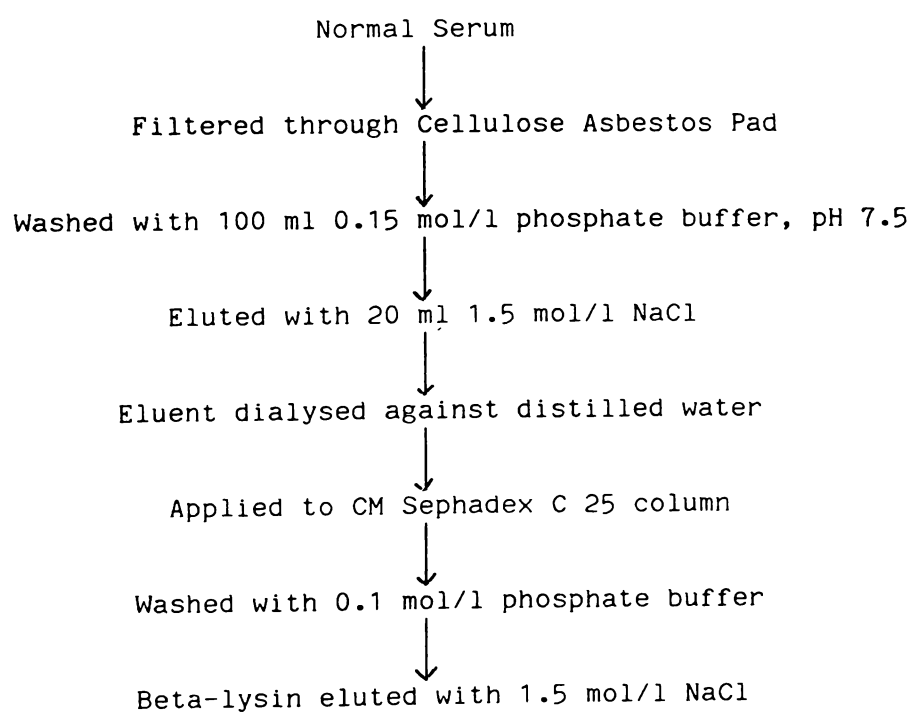 Normal Serum
Filtered through Cellulose Asbestos Pad
Washed with 100 ml 0.15 mol/l phosphate buffer, pH 7.5
Eluted with 20 ml 1.5 mol/l NaCl
Eluent dialysed against distilled water
Applied to CM Sephadex C 25 column
Washed with 0.1 mol/l phosphate buffer
Beta-lysin eluted with 1.5 mol/l NaCl